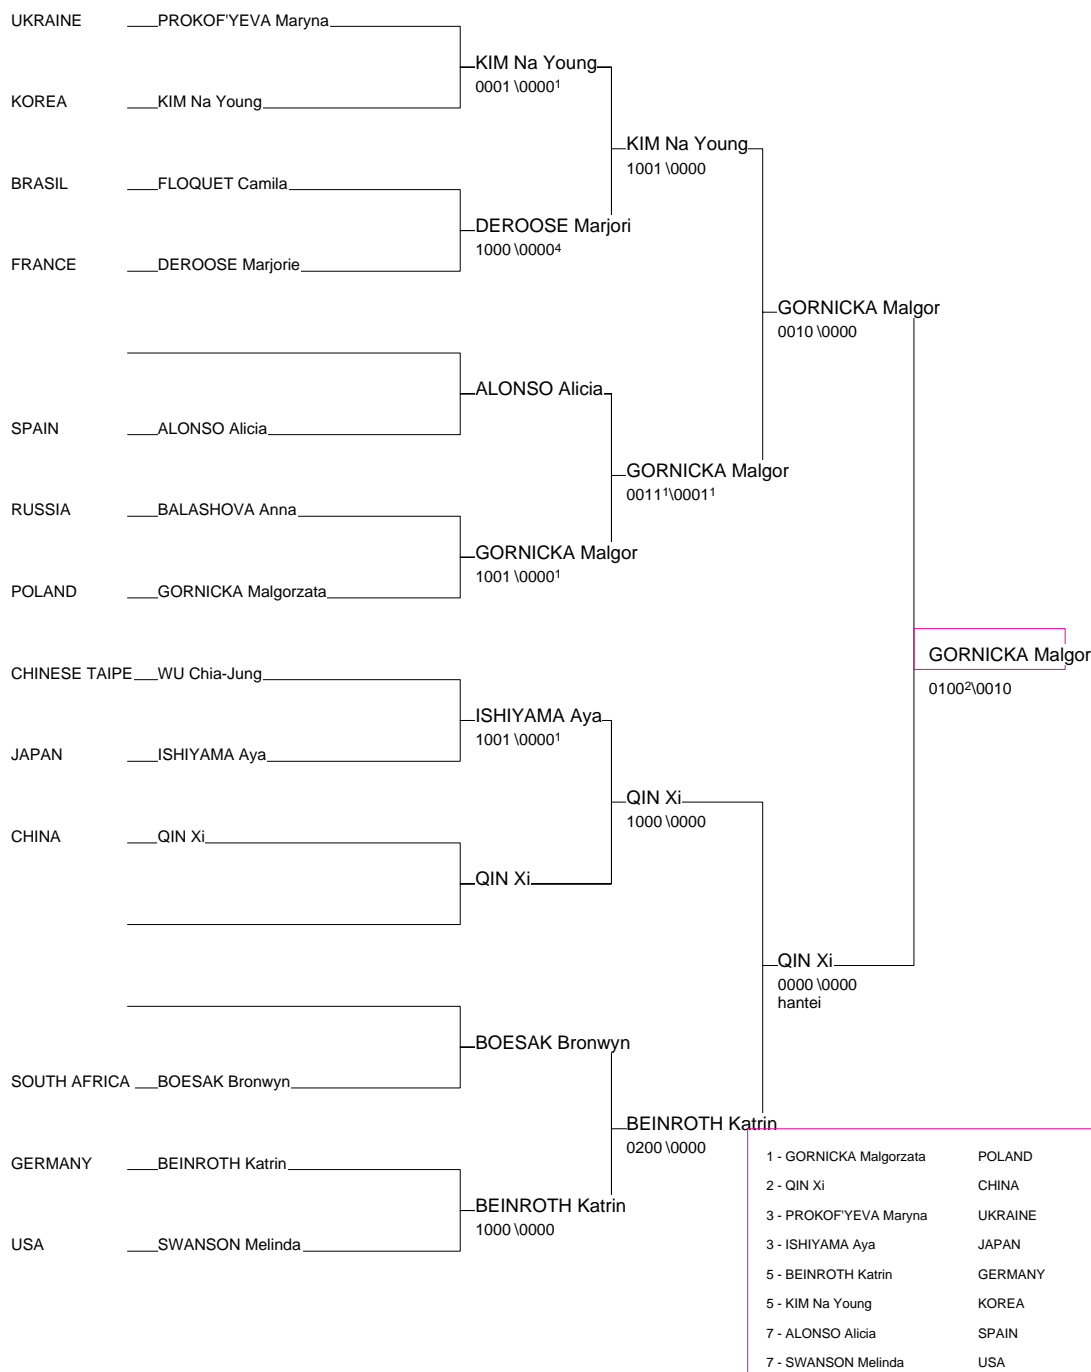 UKRAINE PROKOF'YEVA Maryna
KIM Na Young
0001 \0000¹
KOREA KIM Na Young
KIM Na Young
1001 \0000
BRASIL FLOQUET Camila
DEROOSE Marjori
1000 \0000⁴
FRANCE DEROOSE Marjorie
GORNICKA Malgor
0010 \0000
ALONSO Alicia
SPAIN ALONSO Alicia
GORNICKA Malgor
0011¹\0001¹
RUSSIA BALASHOVA Anna
GORNICKA Malgor
1001 \0000¹
POLAND GORNICKA Malgorzata
GORNICKA Malgor
0100²\0010
CHINESE TAIPE WU Chia-Jung
ISHIYAMA Aya
1001 \0000¹
JAPAN ISHIYAMA Aya
QIN Xi
1000 \0000
CHINA QIN Xi
QIN Xi
QIN Xi
0000 \0000
hantei
BOESAK Bronwyn
SOUTH AFRICA BOESAK Bronwyn
BEINROTH Katrin
0200 \0000
GERMANY BEINROTH Katrin
BEINROTH Katrin
1000 \0000
USA SWANSON Melinda
1 - GORNICKA Malgorzata POLAND
2 - QIN Xi CHINA
3 - PROKOF'YEVA Maryna UKRAINE
3 - ISHIYAMA Aya JAPAN
5 - BEINROTH Katrin GERMANY
5 - KIM Na Young KOREA
7 - ALONSO Alicia SPAIN
7 - SWANSON Melinda USA